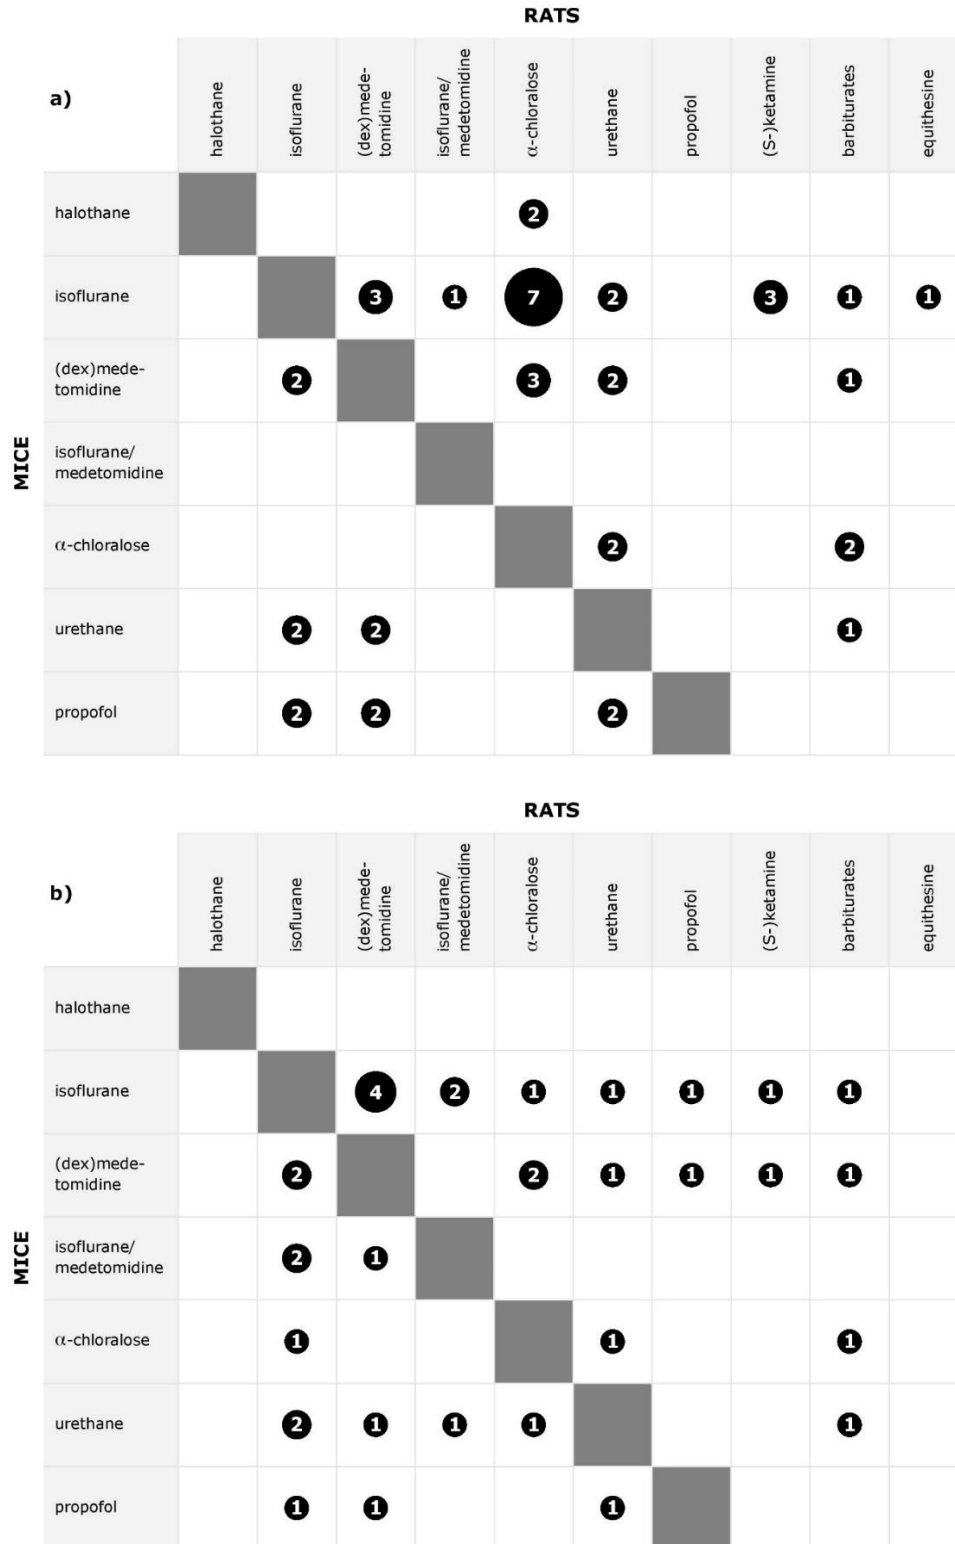 RATS
a)
halothane
isoflurane
(dex)mede-
tomidine
isoflurane/
medetomidine
α-chloralose
urethane
propofol
(S-)ketamine
barbiturates
equithesine
MICE
halothane
2
isoflurane
3 1 7 2 3 1 1
(dex)mede-
tomidine
2 3 2 1
isoflurane/
medetomidine
α-chloralose
2 2
urethane
2 2 1
propofol
2 2 2
RATS
b)
halothane
isoflurane
(dex)mede-
tomidine
isoflurane/
medetomidine
α-chloralose
urethane
propofol
(S-)ketamine
barbiturates
equithesine
MICE
halothane
isoflurane
4 2 1 1 1 1 1
(dex)mede-
tomidine
2 2 1 1 1 1
isoflurane/
medetomidine
2 1
α-chloralose
1 1 1
urethane
2 1 1 1 1
propofol
1 1 1